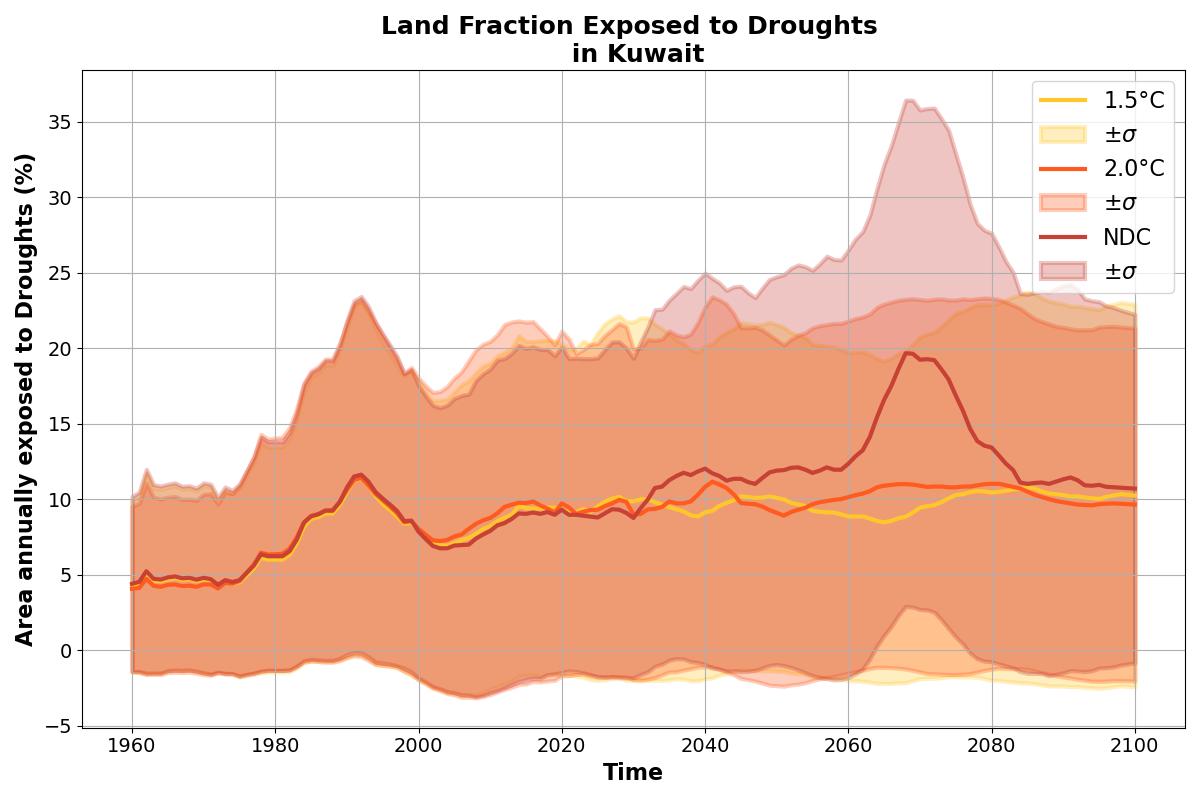 Land Fraction Exposed to Droughts
in Kuwait
Area annually exposed to Droughts (%)
35
30
25
20
15
10
5
0
−5
1960
1980
2000
2020
2040
2060
2080
2100
Time
1.5°C
±σ
2.0°C
±σ
NDC
±σ